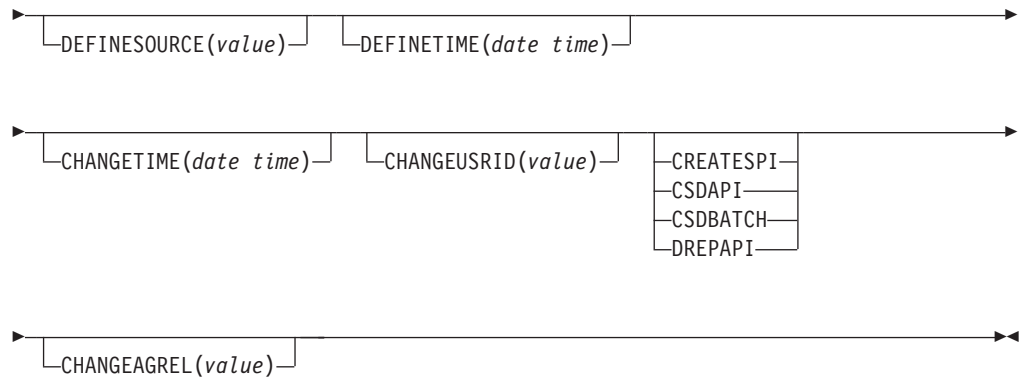 DEFINESOURCE(value) DEFINETIME(date time)
CHANGETIME(date time) CHANGEUSRID(value) CREATESPI
CSDAPI
CSDBATCH
DREPAPI
CHANGEAGREL(value)